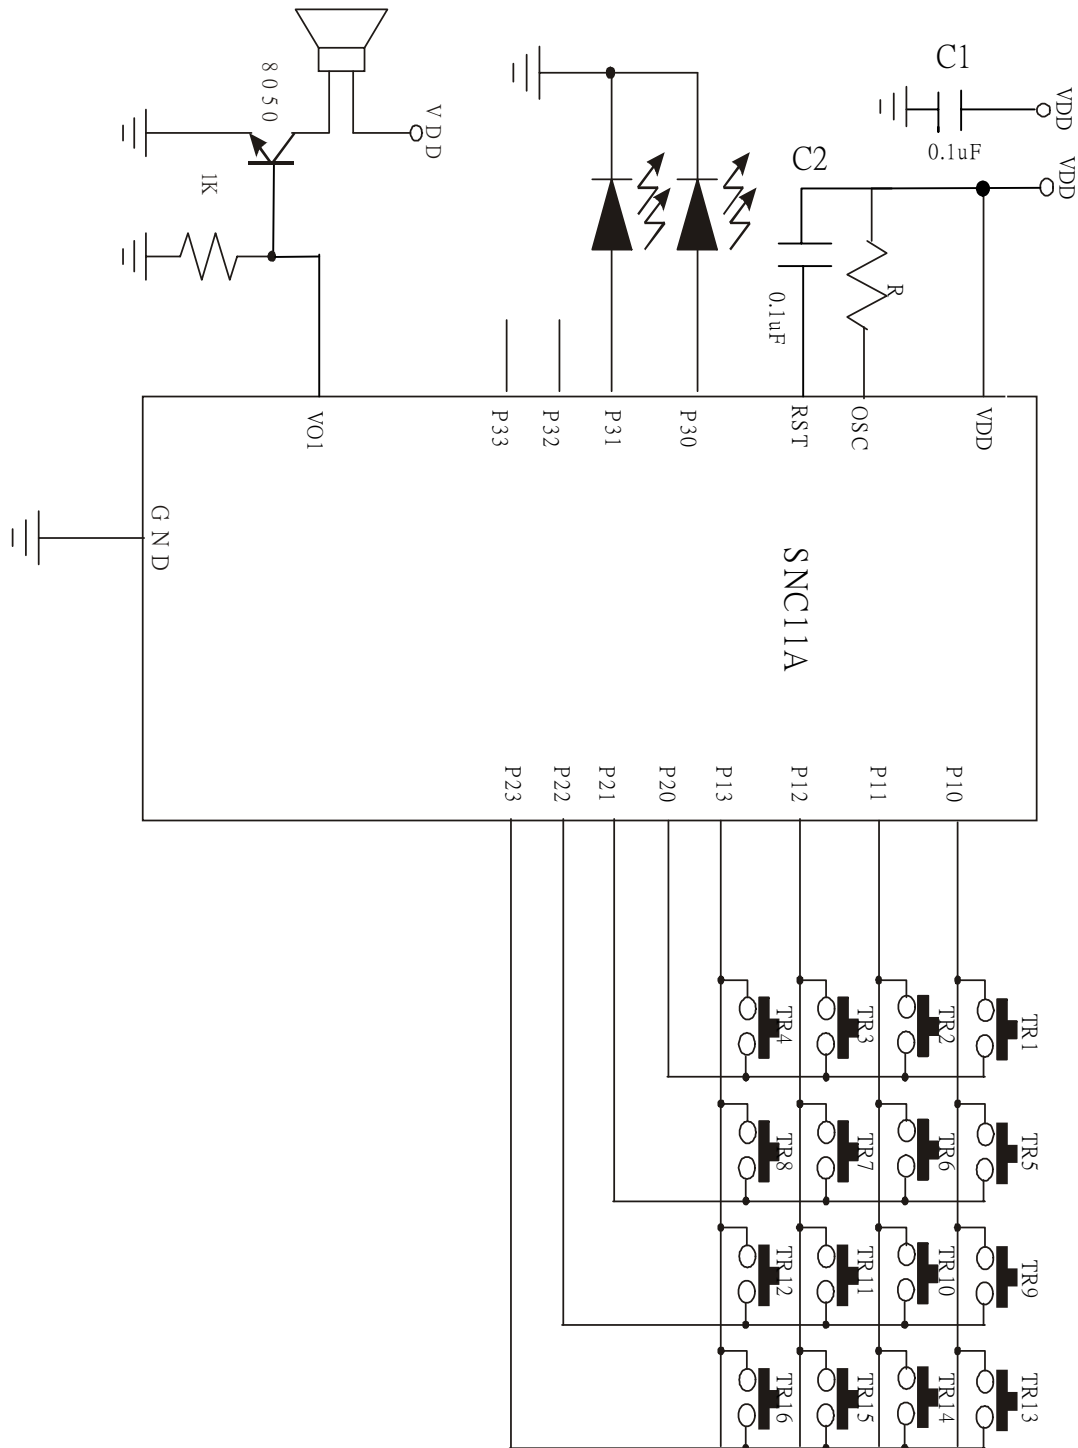 C1
VDD
0.1uF
VDD
C2
0.1uF
R
8050
VDD
1K
VO1
P33
P32
P31
P30
RST
OSC
VDD
GND
SNC11A
P23
P22
P21
P20
P13
P12
P11
P10
TR4
TR3
TR2
TR1
TR8
TR7
TR6
TR5
TR12
TR11
TR10
TR9
TR16
TR15
TR14
TR13